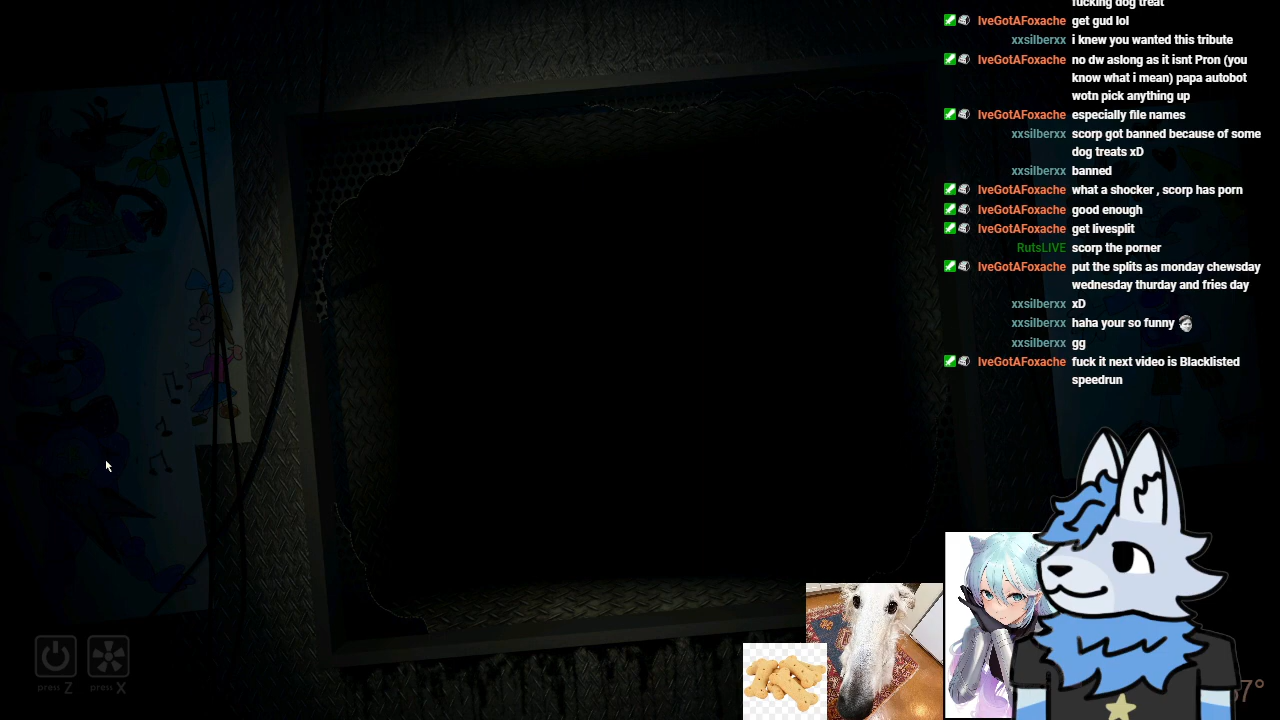 fucking dog treat
IveGotAFoxache get gud lol
xxsilberxx i knew you wanted this tribute
IveGotAFoxache no dw aslong as it isnt Pron (you
know what i mean) papa autobot
wotn pick anything up
IveGotAFoxache especially file names
xxsilberxx scorp got banned because of some
dog treats xD
xxsilberxx banned
IveGotAFoxache what a shocker , scorp has porn
IveGotAFoxache good enough
IveGotAFoxache get livesplit
RutsLIVE scorp the porner
IveGotAFoxache put the splits as monday chewsday
wednesday thurday and fries day
xxsilberxx xD
xxsilberxx haha your so funny
xxsilberxx gg
IveGotAFoxache fuck it next video is Blacklisted
speedrun
press Z press X
7°